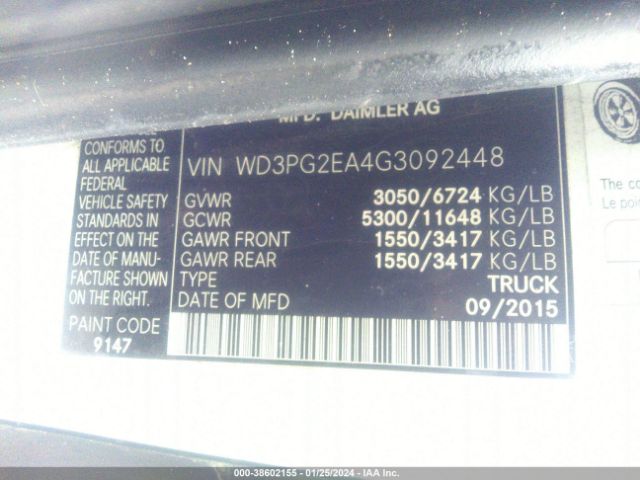 MFD. DAIMLER AG
CONFORMS TO
ALL APPLICABLE
FEDERAL
VEHICLE SAFETY
STANDARDS IN
EFFECT ON THE
DATE OF MANU-
FACTURE SHOWN
ON THE RIGHT.
PAINT CODE
9147
VIN WD3PG2EA4G3092448
GVWR 3050/6724 KG/LB
GCWR 5300/11648 KG/LB
GAWR FRONT 1550/3417 KG/LB
GAWR REAR 1550/3417 KG/LB
TYPE TRUCK
DATE OF MFD 09/2015
The co
Le poi
000-38602155 - 01/25/2024 - IAA Inc.